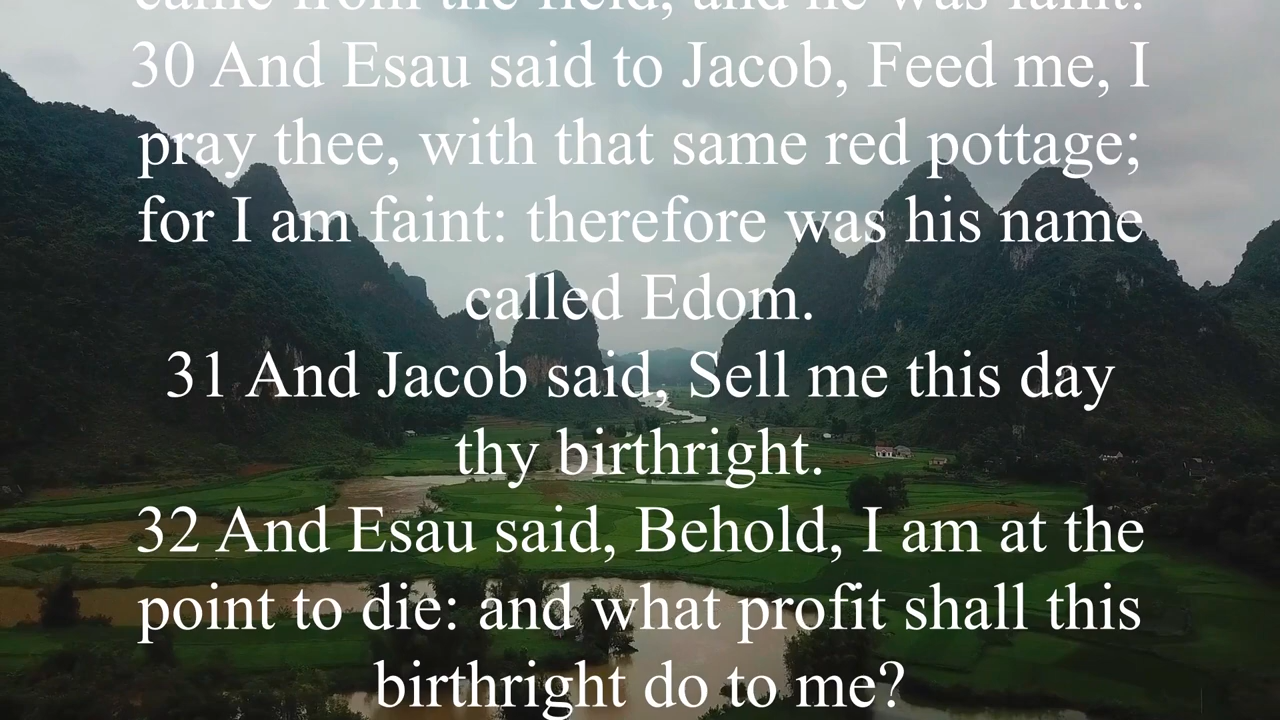 came from the field, and he was faint:
30 And Esau said to Jacob, Feed me, I
pray thee, with that same red pottage;
for I am faint: therefore was his name
called Edom.
31 And Jacob said, Sell me this day
thy birthright.
32 And Esau said, Behold, I am at the
point to die: and what profit shall this
birthright do to me?